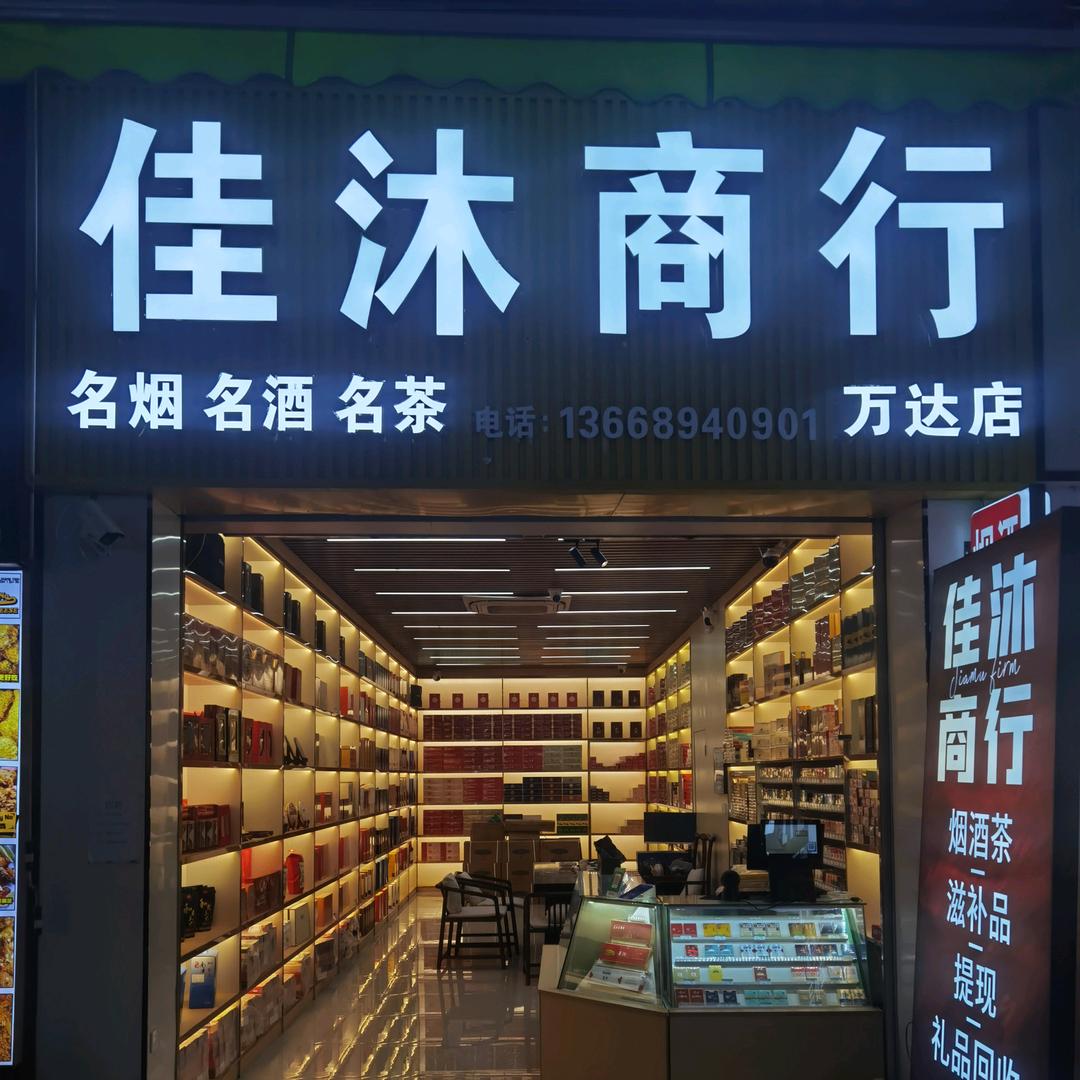 佳沐商行
名烟 名酒 名茶 电话：13668940901 万达店
佳沐
Jiamu firm
商行
烟酒茶
滋补品
提现
礼品回收